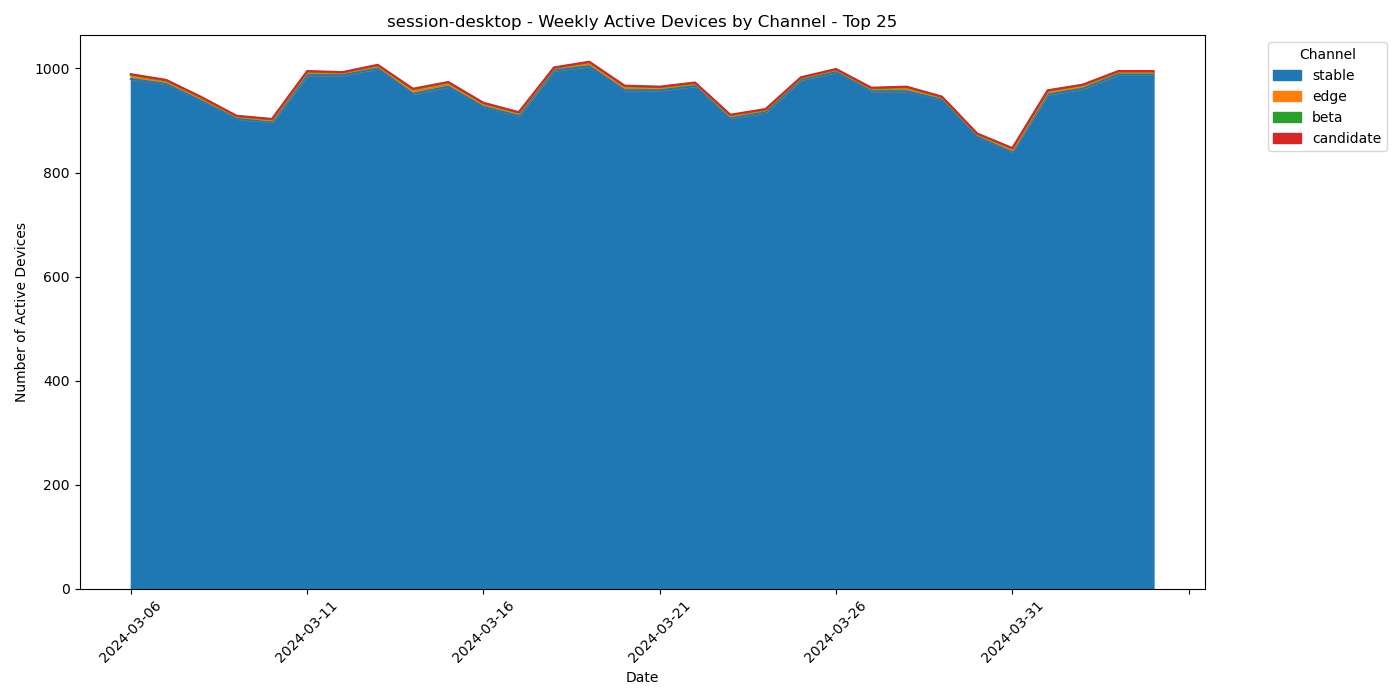 session-desktop - Weekly Active Devices by Channel - Top 25
Channel
stable
edge
beta
candidate
1000
800
600
400
200
0
Number of Active Devices
2024-03-06
2024-03-11
2024-03-16
2024-03-21
2024-03-26
2024-03-31
Date